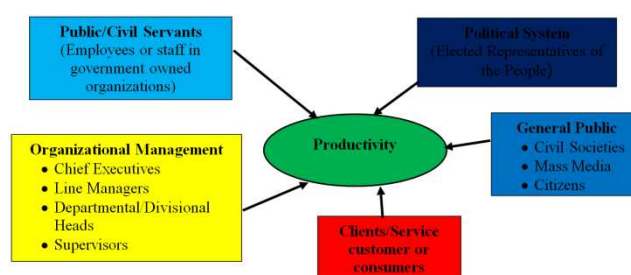 Public/Civil Servants
(Employees or staff in
government owned
organizations)
Political System
(Elected Representatives of
the People)
Productivity
General Public
• Civil Societies
• Mass Media
• Citizens
Organizational Management
• Chief Executives
• Line Managers
• Departmental/Divisional
Heads
• Supervisors
Clients/Service
customer or
consumers